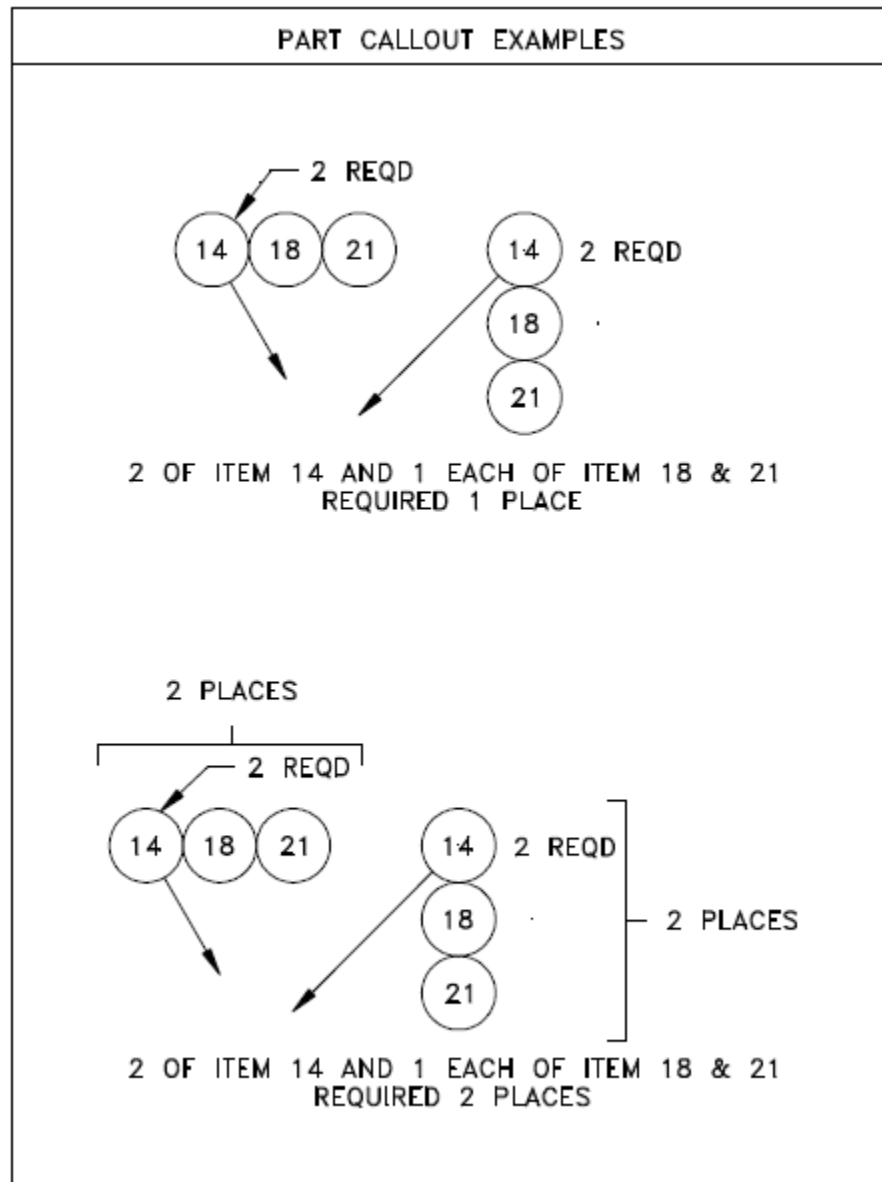 PART CALLOUT EXAMPLES
2 REQD
14 18 21
14 2 REQD
18
21
2 OF ITEM 14 AND 1 EACH OF ITEM 18 & 21
REQUIRED 1 PLACE
2 PLACES
2 REQD
14 18 21
14 2 REQD
18
21
2 PLACES
2 OF ITEM 14 AND 1 EACH OF ITEM 18 & 21
REQUIRED 2 PLACES